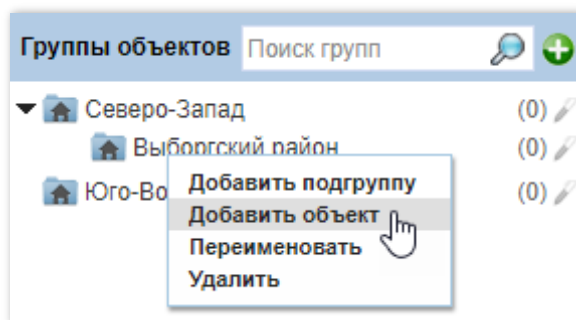 Группы объектов Поиск групп
Северо-Запад (0)
Выборгский район (0)
Юго-Во (0)
Добавить подгруппу
Добавить объект
Переименовать
Удалить